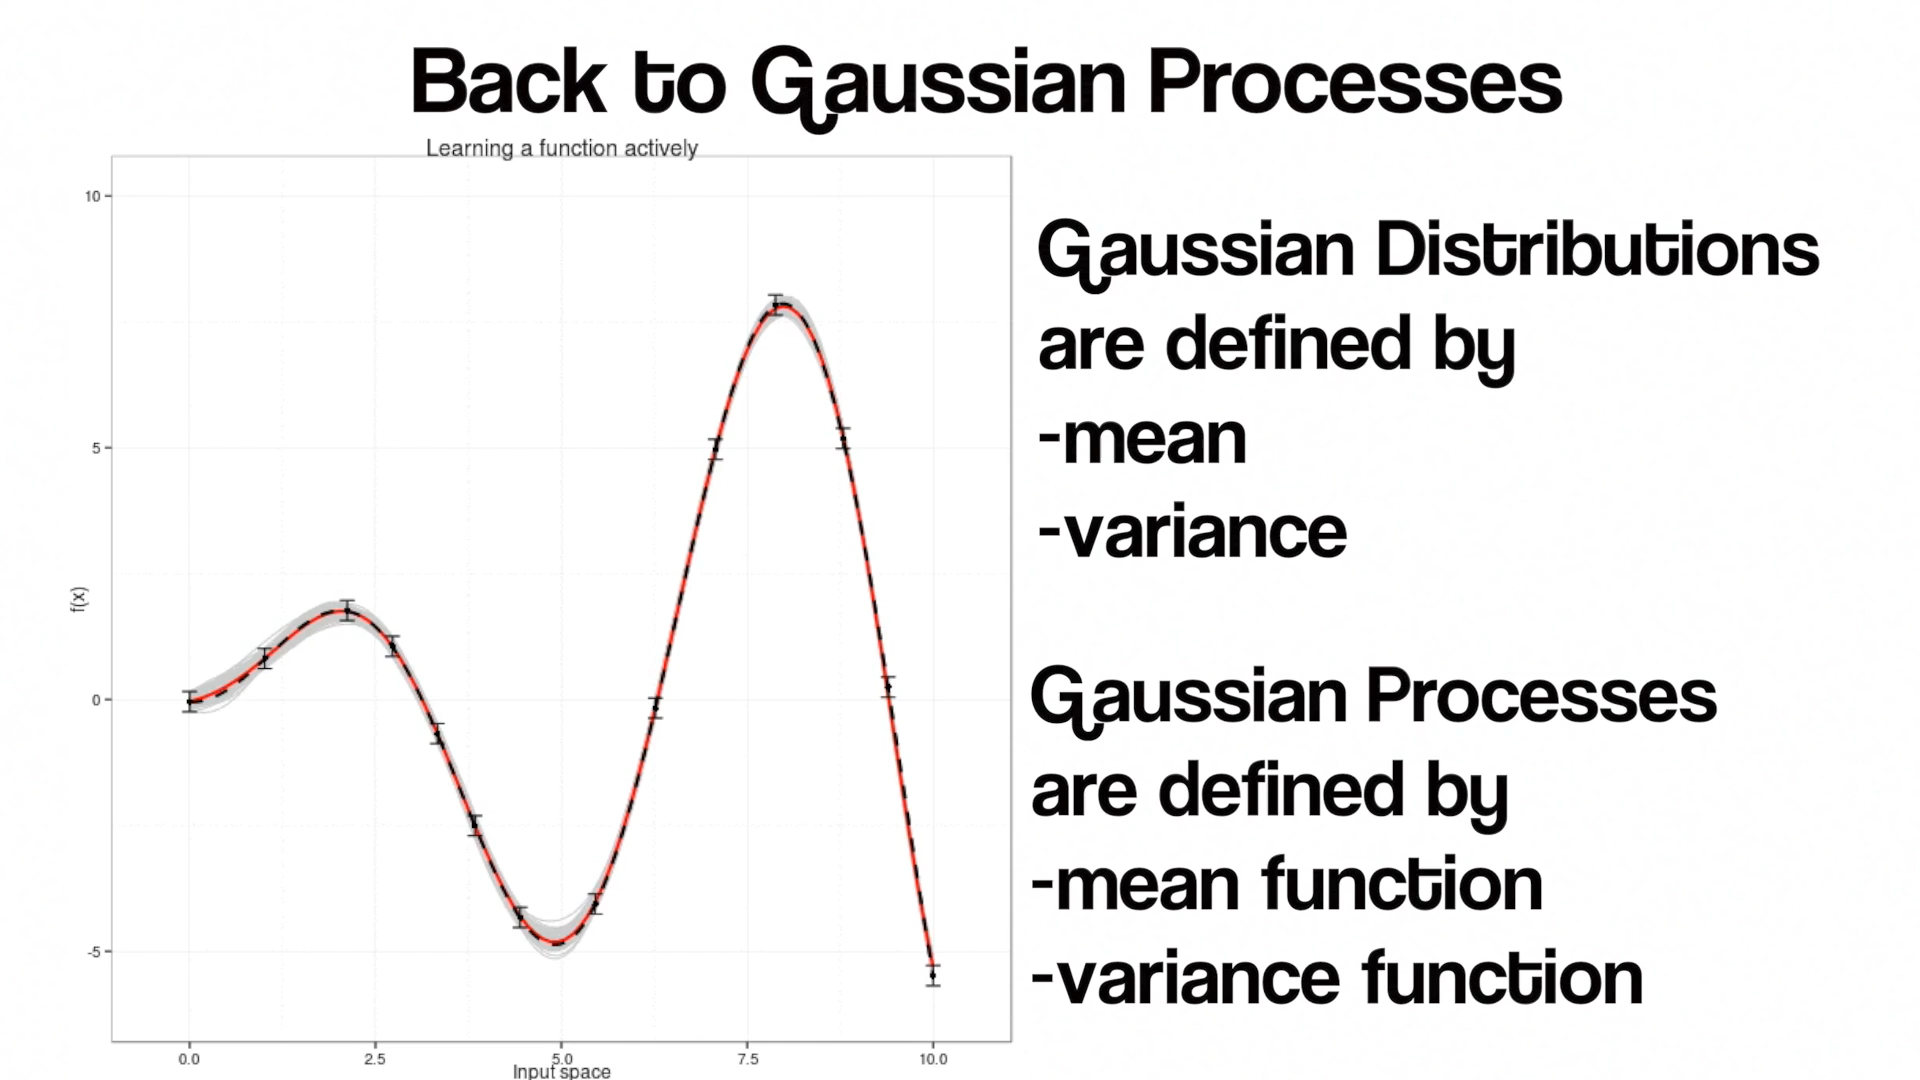 Back to Gaussian Processes
Learning a function actively
10
5
0
-5
f(x)
0.0
2.5
5.0
7.5
10.0
Input space
Gaussian Distributions
are defined by
-mean
-variance
Gaussian Processes
are defined by
-mean function
-variance function